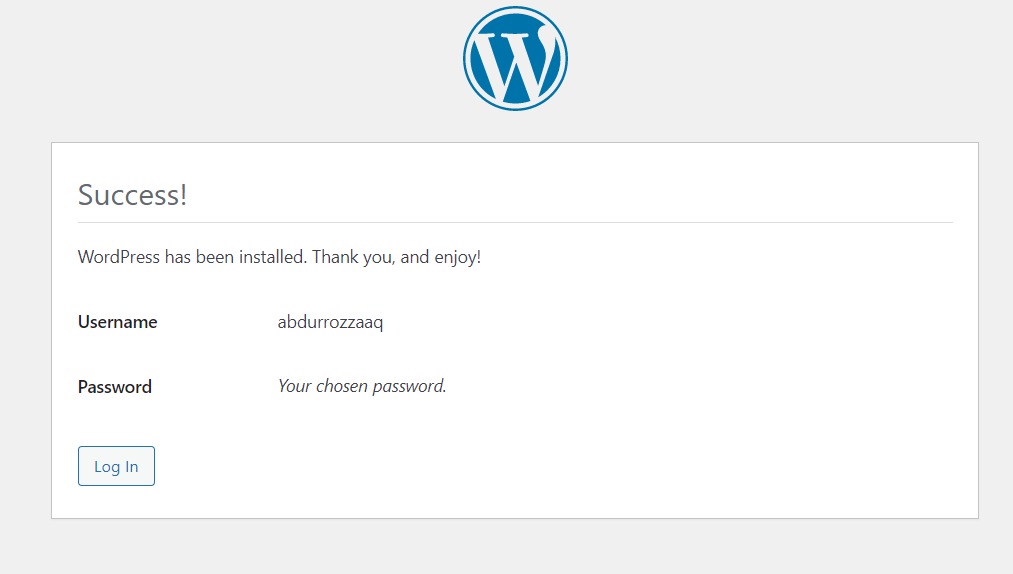 Success!
WordPress has been installed. Thank you, and enjoy!
Username abdurrozzaaq
Password Your chosen password.
Log In